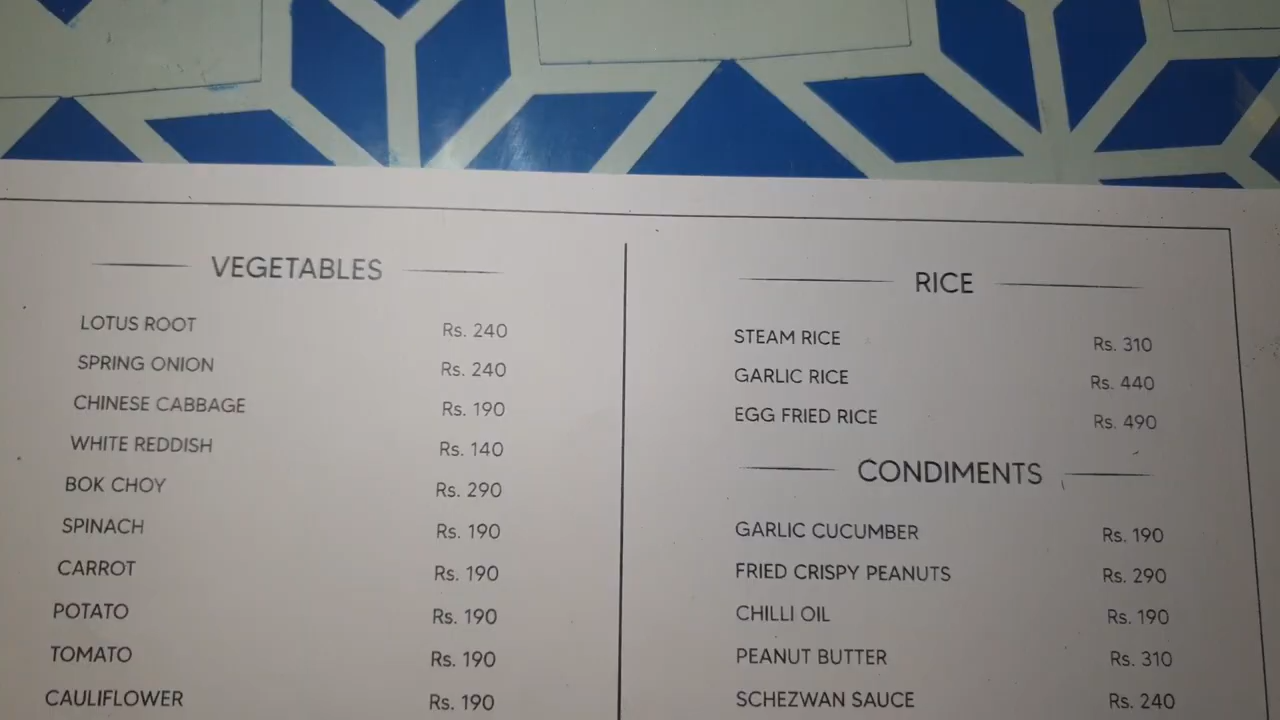 VEGETABLES
LOTUS ROOT Rs. 240
SPRING ONION Rs. 240
CHINESE CABBAGE Rs. 190
WHITE REDDISH Rs. 140
BOK CHOY Rs. 290
SPINACH Rs. 190
CARROT Rs. 190
POTATO Rs. 190
TOMATO Rs. 190
CAULIFLOWER Rs. 190
RICE
STEAM RICE Rs. 310
GARLIC RICE Rs. 440
EGG FRIED RICE Rs. 490
CONDIMENTS
GARLIC CUCUMBER Rs. 190
FRIED CRISPY PEANUTS Rs. 290
CHILLI OIL Rs. 190
PEANUT BUTTER Rs. 310
SCHEZWAN SAUCE Rs. 240